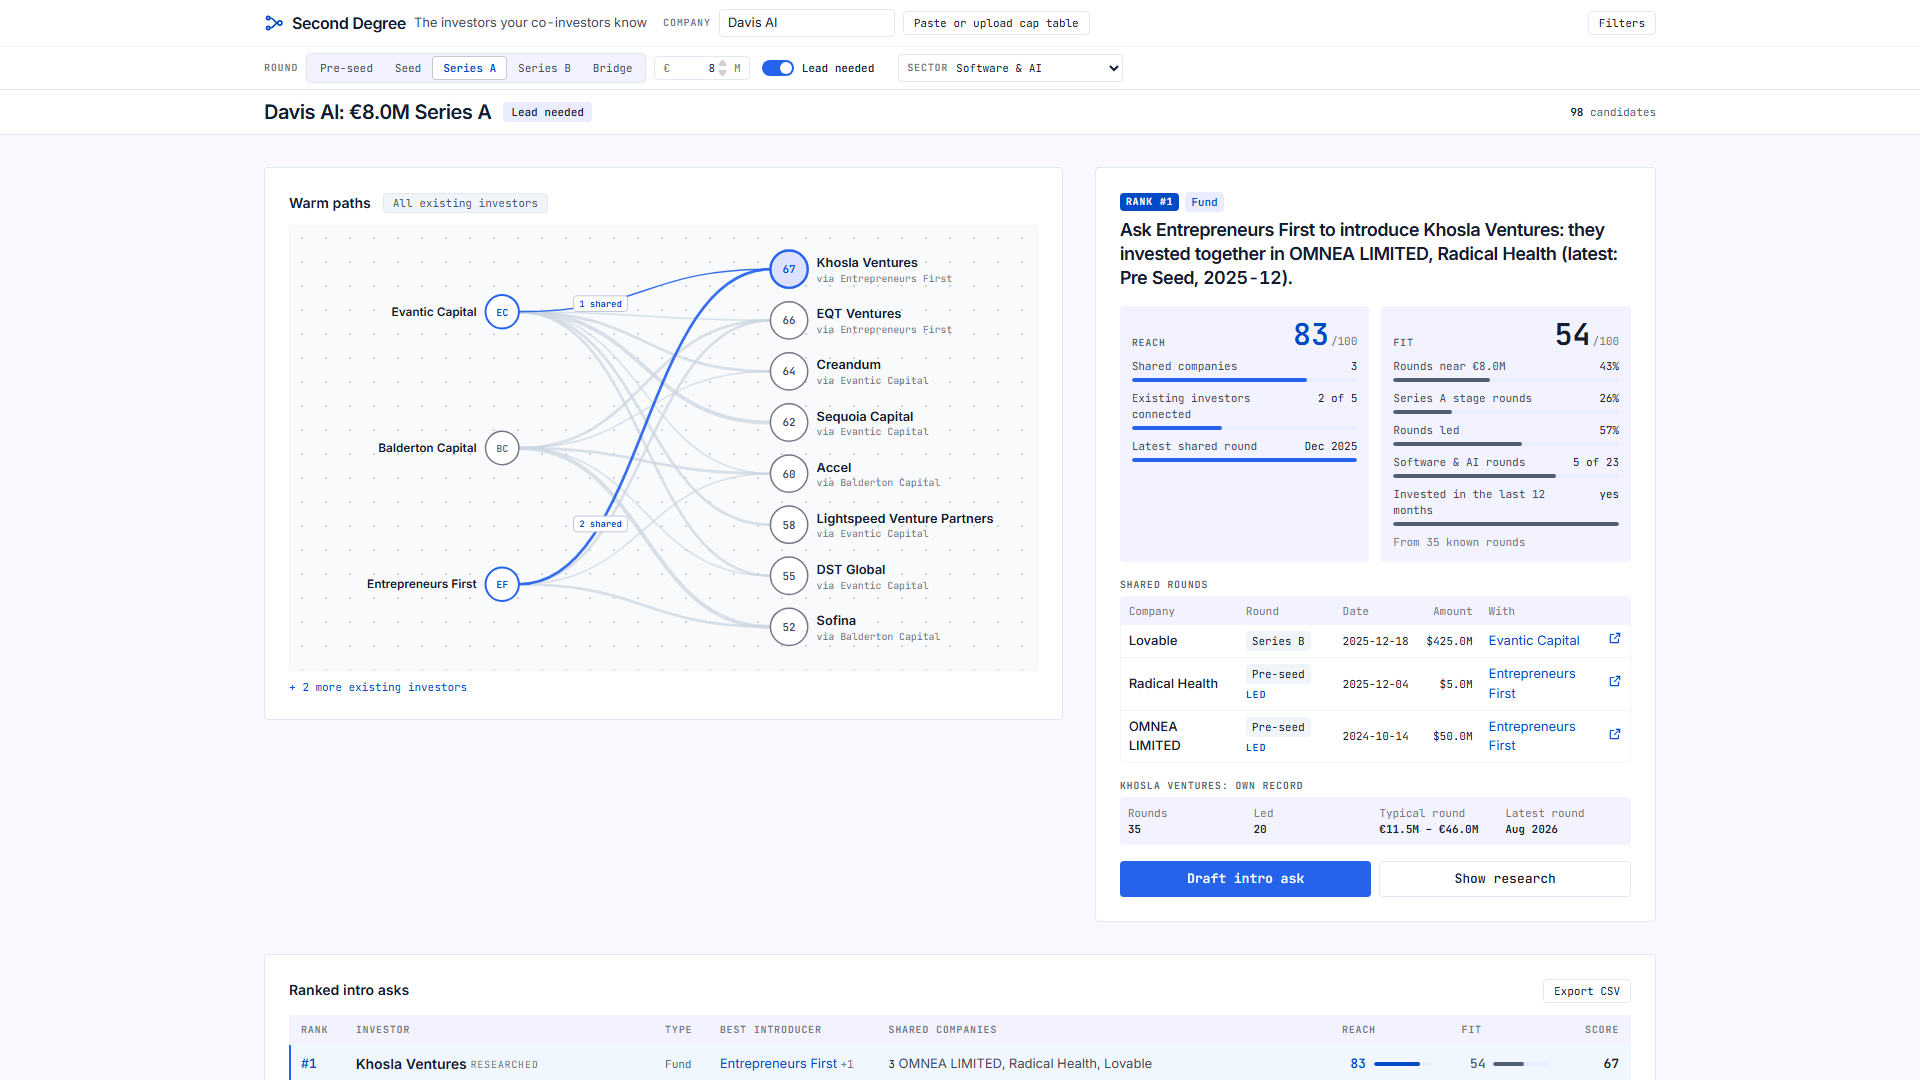 Second Degree The investors your co-investors know COMPANY Davis AI Paste or upload cap table Filters
ROUND Pre-seed Seed Series A Series B Bridge € 8 M Lead needed SECTOR Software & AI
Davis AI: €8.0M Series A Lead needed 98 candidates
Warm paths All existing investors
Evantic Capital EC
Balderton Capital BC
Entrepreneurs First EF
1 shared
2 shared
67 Khosla Ventures
via Entrepreneurs First
66 EQT Ventures
via Entrepreneurs First
64 Creandum
via Evantic Capital
62 Sequoia Capital
via Evantic Capital
60 Accel
via Balderton Capital
58 Lightspeed Venture Partners
via Evantic Capital
55 DST Global
via Evantic Capital
52 Sofina
via Balderton Capital
+ 2 more existing investors
RANK #1 Fund
Ask Entrepreneurs First to introduce Khosla Ventures: they
invested together in OMNEA LIMITED, Radical Health (latest:
Pre Seed, 2025-12).
REACH 83/100
Shared companies 3
Existing investors
connected 2 of 5
Latest shared round Dec 2025
FIT 54/100
Rounds near €8.0M 43%
Series A stage rounds 26%
Rounds led 57%
Software & AI rounds 5 of 23
Invested in the last 12
months yes
From 35 known rounds
SHARED ROUNDS
Company Round Date Amount With
Lovable Series B 2025-12-18 $425.0M Evantic Capital
Radical Health Pre-seed LED 2025-12-04 $5.0M Entrepreneurs First
OMNEA LIMITED Pre-seed LED 2024-10-14 $50.0M Entrepreneurs First
KHOSLA VENTURES: OWN RECORD
Rounds Led Typical round Latest round
35 20 €11.5M – €46.0M Aug 2026
Draft intro ask Show research
Ranked intro asks Export CSV
RANK INVESTOR TYPE BEST INTRODUCER SHARED COMPANIES REACH FIT SCORE
#1 Khosla Ventures RESEARCHED Fund Entrepreneurs First +1 3 OMNEA LIMITED, Radical Health, Lovable 83 54 67